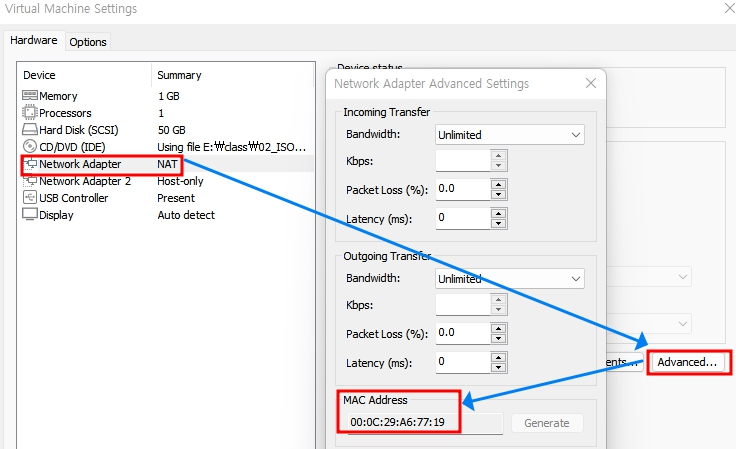 Virtual Machine Settings
Hardware Options
Device Summary
Memory 1 GB
Processors 1
Hard Disk (SCSI) 50 GB
CD/DVD (IDE) Using file E:￦class￦02_ISO...
Network Adapter NAT
Network Adapter 2 Host-only
USB Controller Present
Display Auto detect
Device status
Network Adapter Advanced Settings
Incoming Transfer
Bandwidth: Unlimited
Kbps:
Packet Loss (%): 0.0
Latency (ms): 0
Outgoing Transfer
Bandwidth: Unlimited
Kbps:
Packet Loss (%): 0.0
Latency (ms): 0
MAC Address
00:0C:29:A6:77:19
Generate
Advanced...